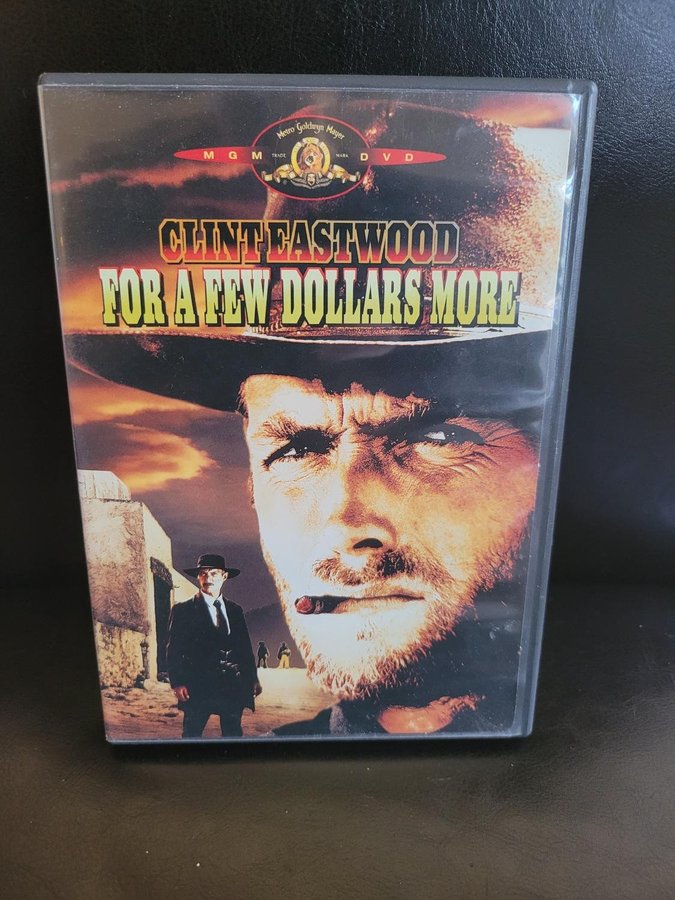 Metro Goldwyn Mayer
MGM TRADE MARK DVD
CLINT EASTWOOD
FOR A FEW DOLLARS MORE